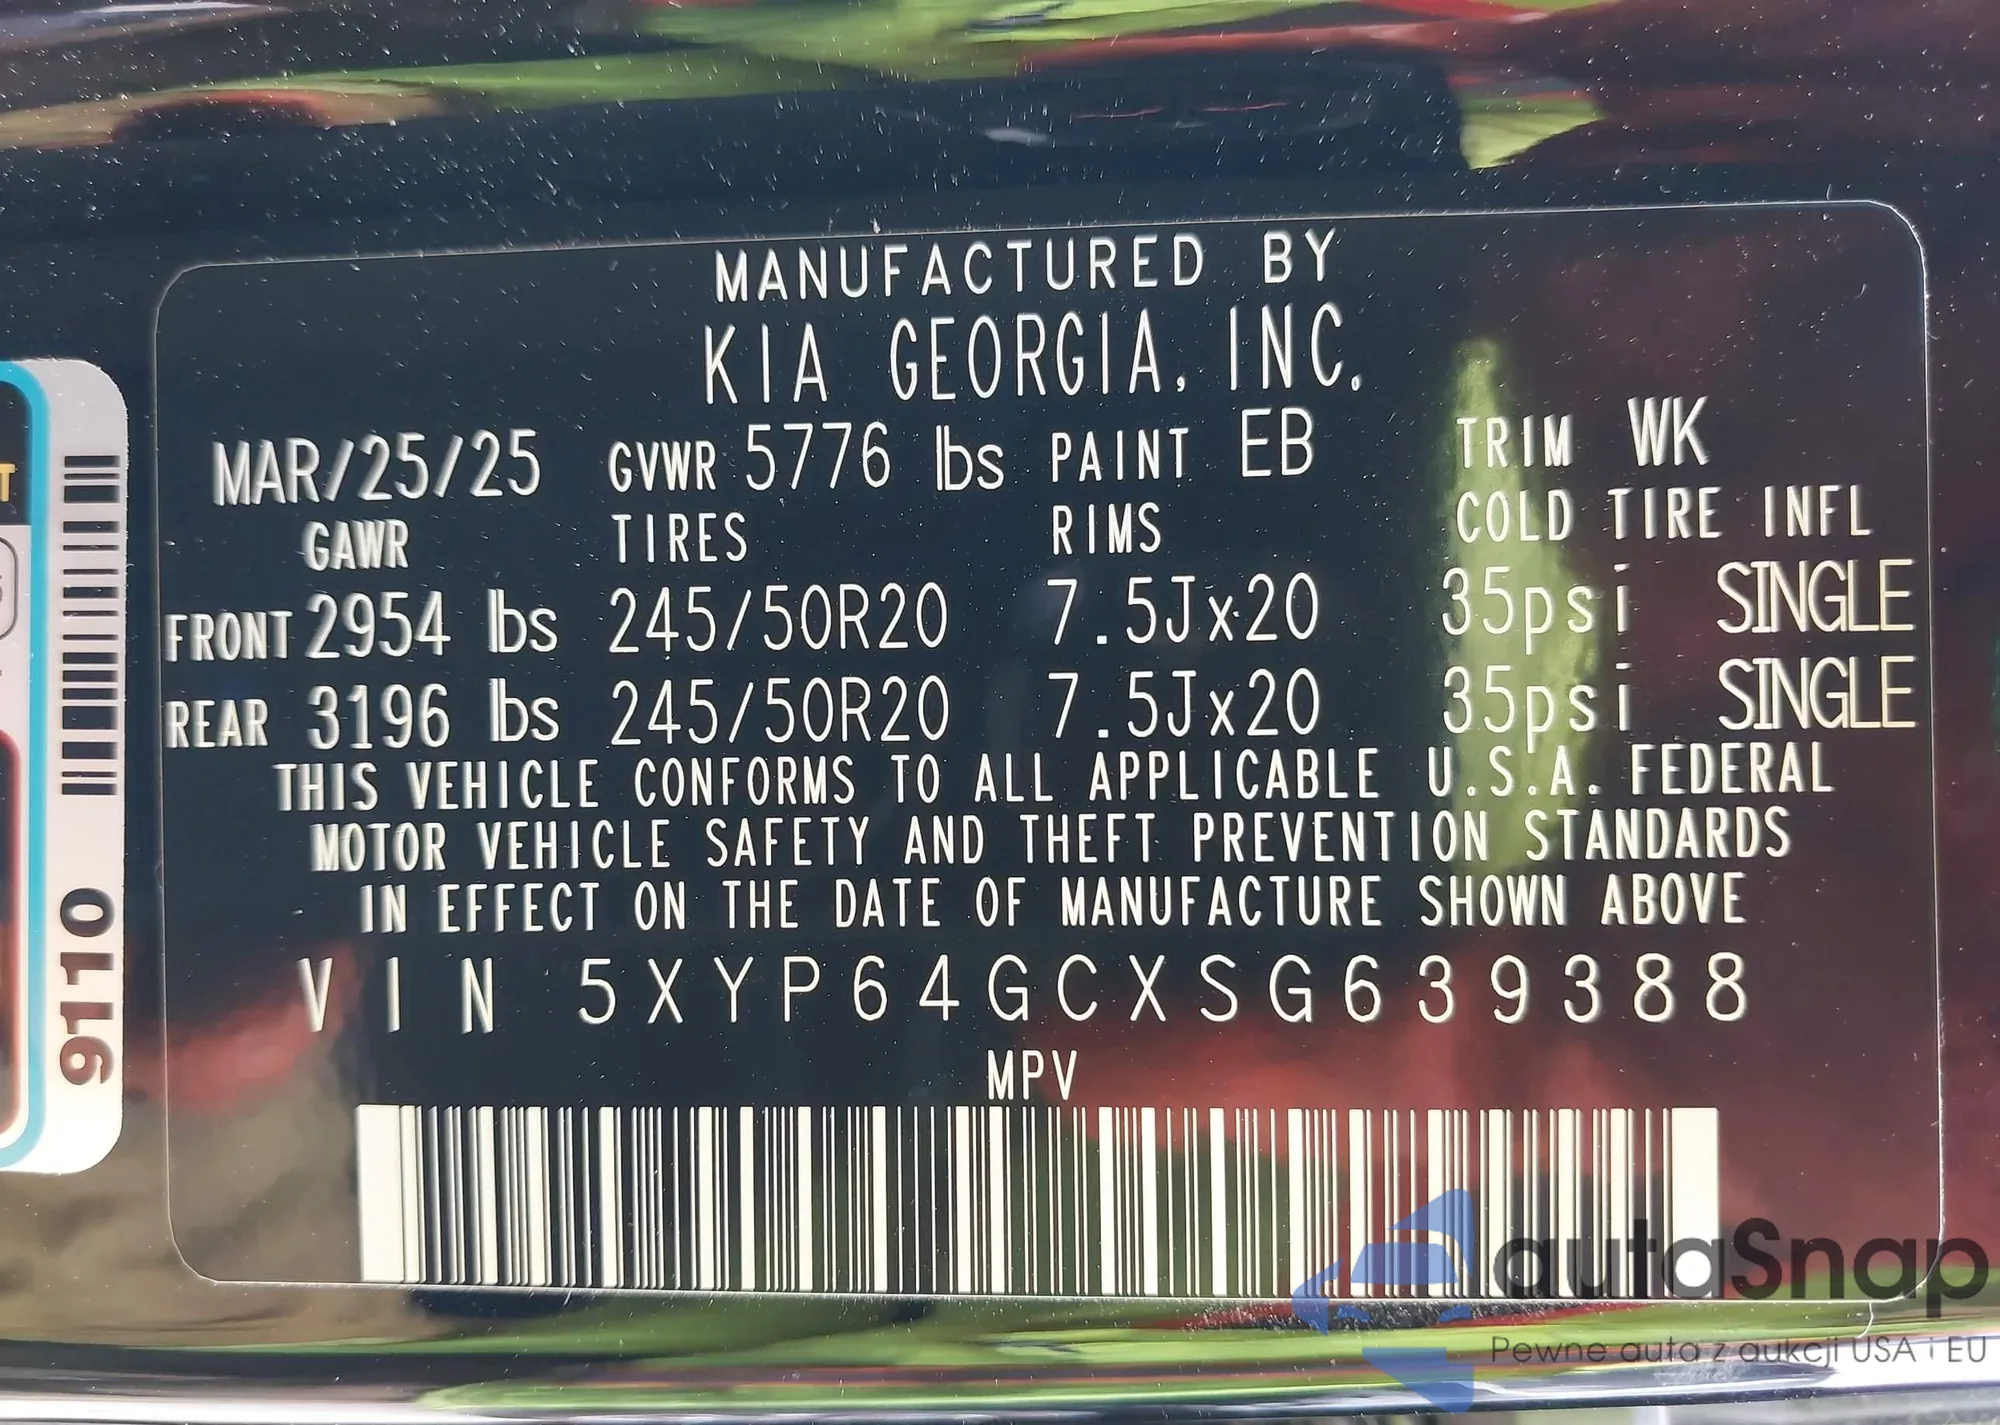 MANUFACTURED BY
KIA GEORGIA, INC.
MAR/25/25 GVWR 5776 lbs PAINT EB TRIM WK
GAWR TIRES RIMS COLD TIRE INFL
FRONT 2954 lbs 245/50R20 7.5Jx20 35psi SINGLE
REAR 3196 lbs 245/50R20 7.5Jx20 35psi SINGLE
THIS VEHICLE CONFORMS TO ALL APPLICABLE U.S.A. FEDERAL
MOTOR VEHICLE SAFETY AND THEFT PREVENTION STANDARDS
IN EFFECT ON THE DATE OF MANUFACTURE SHOWN ABOVE
VIN 5XYP64GCXSG639388
MPV
9110
autaSnap
Pewne auta z aukcji USA i EU